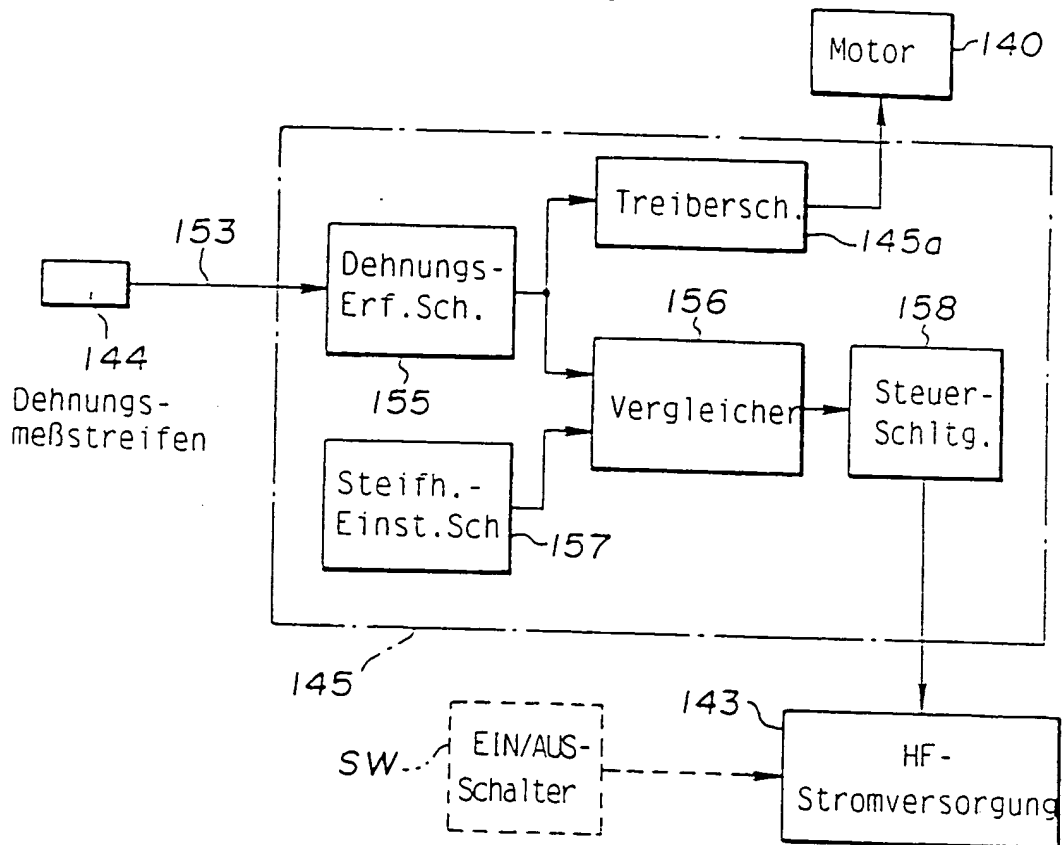 Motor
140
Treibersch.
145a
153
Dehnungs-
Erf.Sch.
155
144
Dehnungs-
meßstreifen
156
Vergleicher
158
Steuer-
Schltg.
Steifh.-
Einst.Sch
157
145
143
SW
EIN/AUS-
Schalter
HF-
Stromversorgung